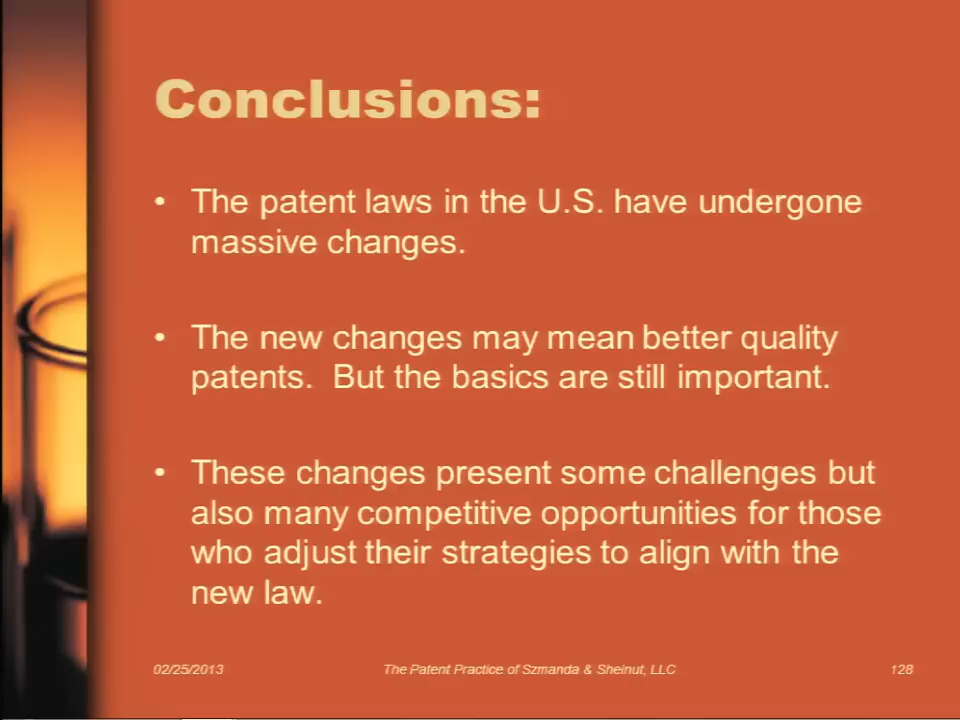 Conclusions:
• The patent laws in the U.S. have undergone
massive changes.
• The new changes may mean better quality
patents.  But the basics are still important.
• These changes present some challenges but
also many competitive opportunities for those
who adjust their strategies to align with the
new law.
02/25/2013 The Patent Practice of Szmanda & Shelnut, LLC 128